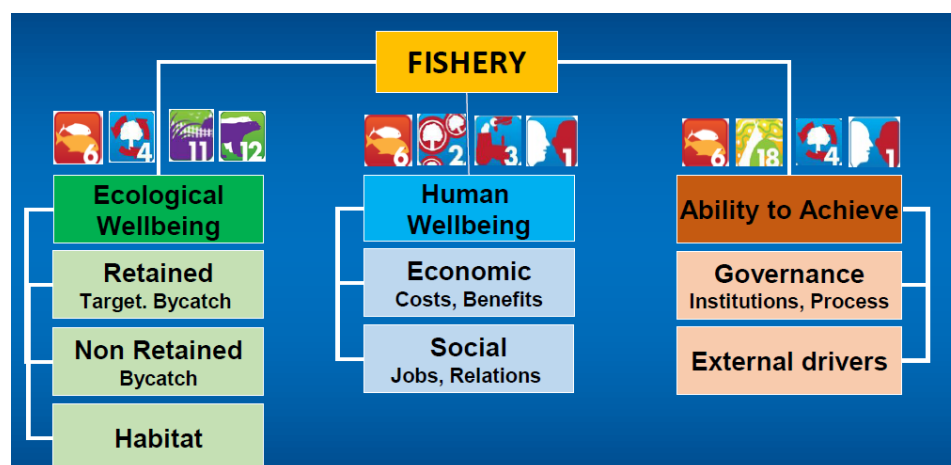 FISHERY
6 4 11 12
6 2 3 1
6 18 4 1
Ecological
Wellbeing
Retained
Target. Bycatch
Non Retained
Bycatch
Habitat
Human
Wellbeing
Economic
Costs, Benefits
Social
Jobs, Relations
Ability to Achieve
Governance
Institutions, Process
External drivers